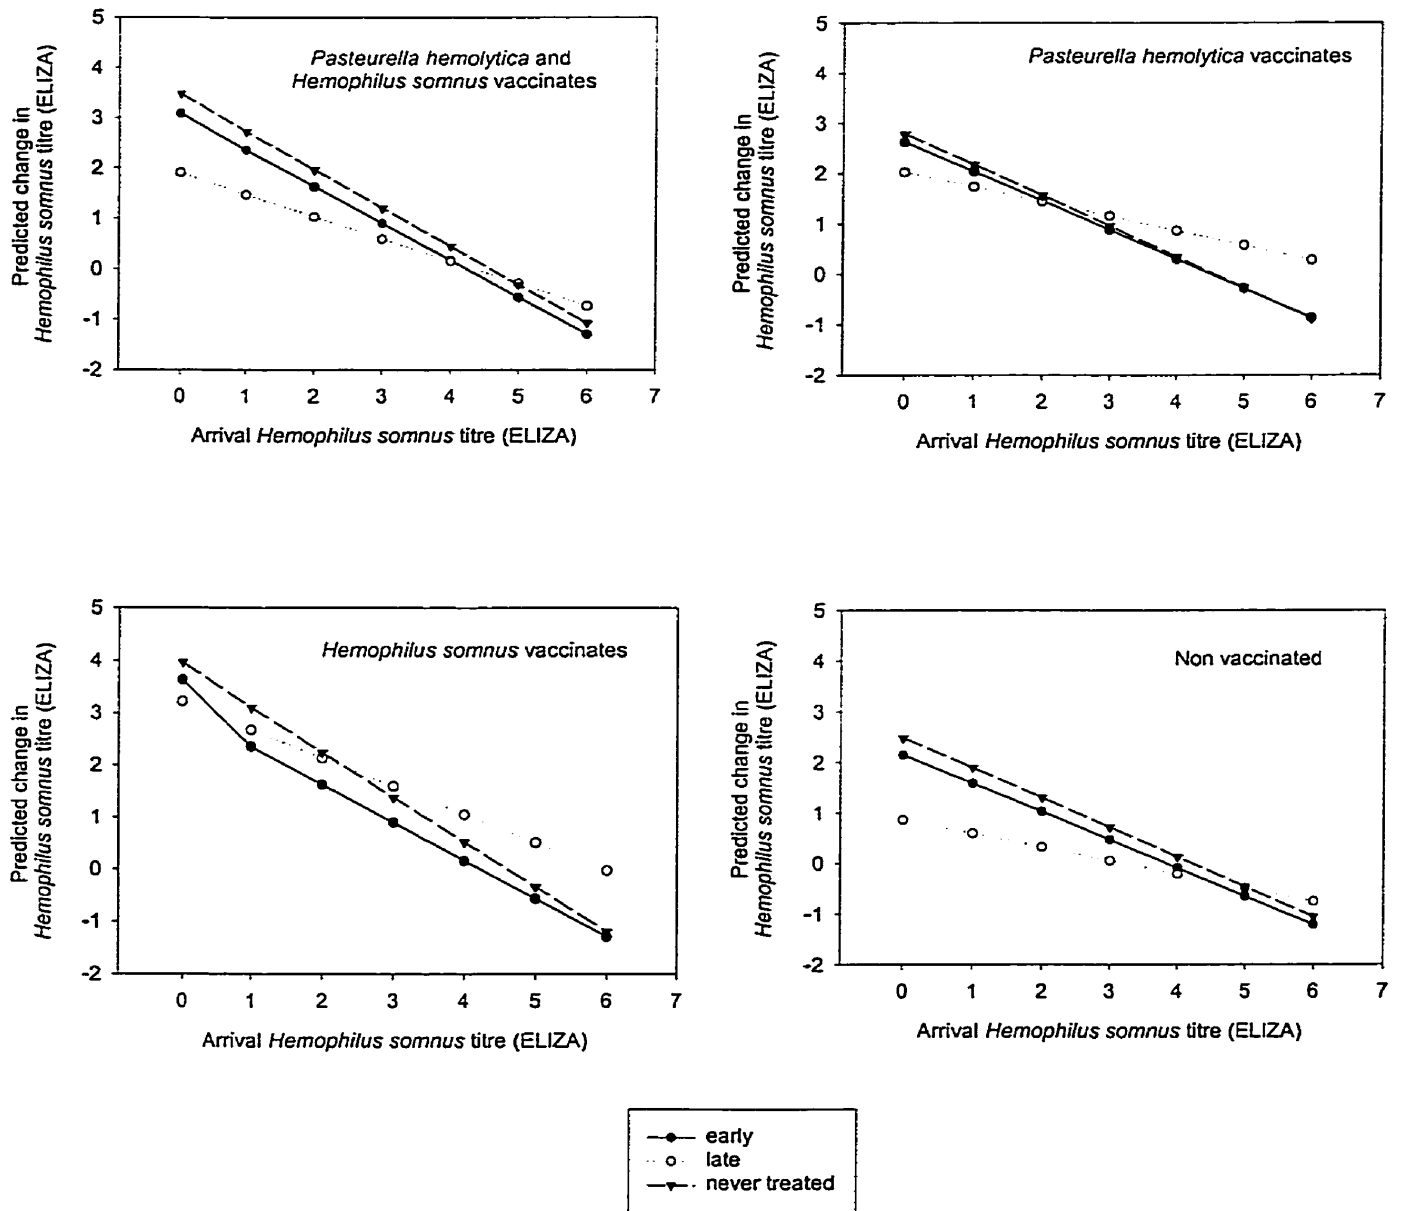 Pasteurella hemolytica and
Hemophilus somnus vaccinates
Predicted change in
Hemophilus somnus titre (ELIZA)
5
4
3
2
1
0
-1
-2
0 1 2 3 4 5 6 7
Arrival Hemophilus somnus titre (ELIZA)
Pasteurella hemolytica vaccinates
Predicted change in
Hemophilus somnus titre (ELIZA)
5
4
3
2
1
0
-1
-2
0 1 2 3 4 5 6 7
Arrival Hemophilus somnus titre (ELIZA)
Hemophilus somnus vaccinates
Predicted change in
Hemophilus somnus titre (ELIZA)
5
4
3
2
1
0
-1
-2
0 1 2 3 4 5 6 7
Arrival Hemophilus somnus titre (ELIZA)
Non vaccinated
Predicted change in
Hemophilus somnus titre (ELIZA)
5
4
3
2
1
0
-1
-2
0 1 2 3 4 5 6 7
Arrival Hemophilus somnus titre (ELIZA)
early
late
never treated